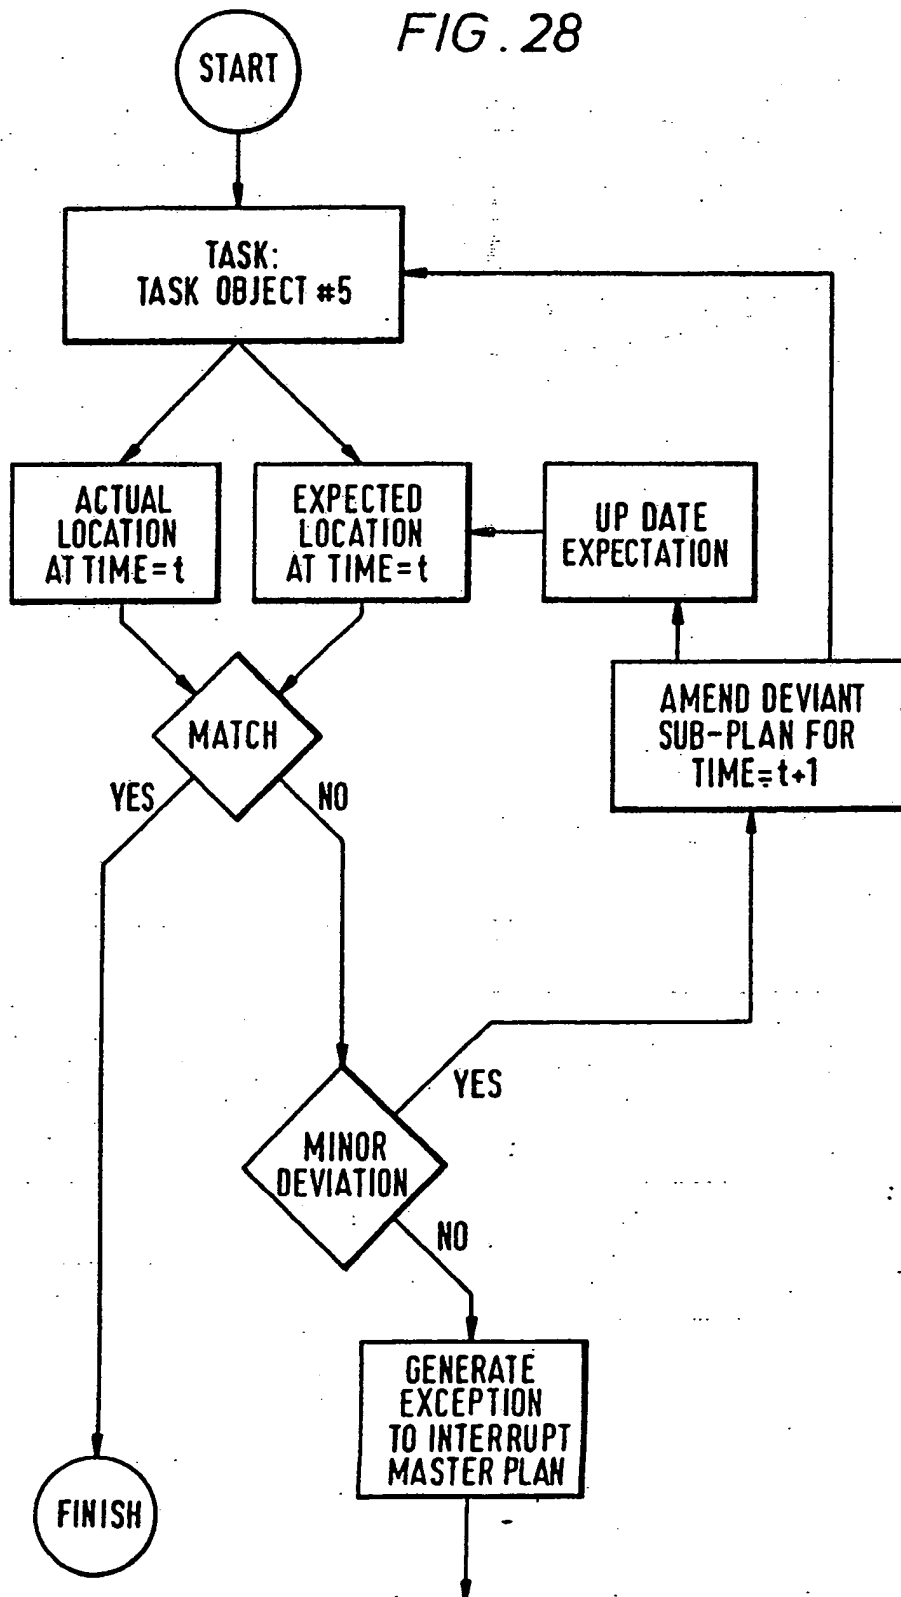 FIG. 28
START
TASK:
TASK OBJECT #5
ACTUAL
LOCATION
AT TIME=t
EXPECTED
LOCATION
AT TIME=t
UP DATE
EXPECTATION
MATCH
YES
NO
AMEND DEVIANT
SUB-PLAN FOR
TIME=t+1
YES
MINOR
DEVIATION
NO
GENERATE
EXCEPTION
TO INTERRUPT
MASTER PLAN
FINISH